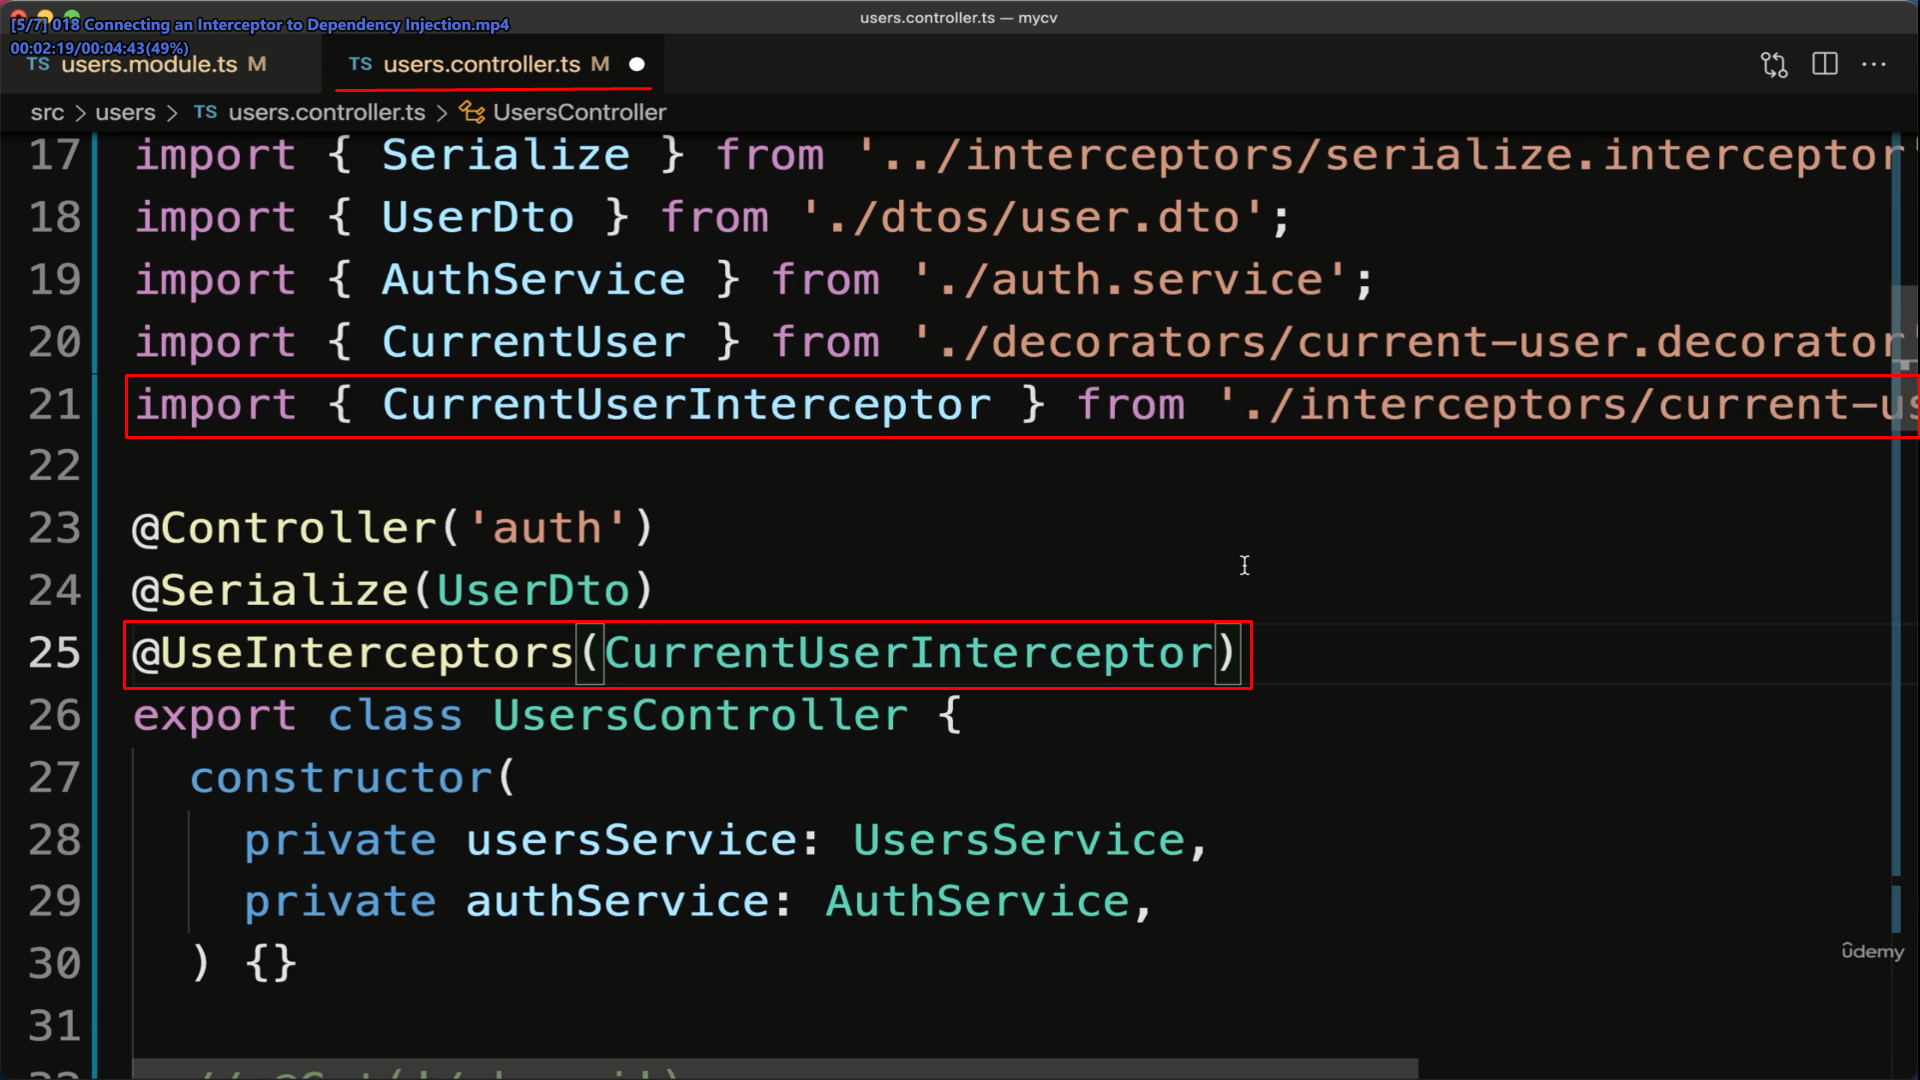 users.controller.ts — mycv
[5/7] 018 Connecting an Interceptor to Dependency Injection.mp4
00:02:19/00:04:43(49%)
TS users.module.ts M
TS users.controller.ts M
src > users > TS users.controller.ts > UsersController
17 import { Serialize } from '../interceptors/serialize.interceptor'
18 import { UserDto } from './dtos/user.dto';
19 import { AuthService } from './auth.service';
20 import { CurrentUser } from './decorators/current-user.decorator'
21 import { CurrentUserInterceptor } from './interceptors/current-us
22
23 @Controller('auth')
24 @Serialize(UserDto)
25 @UseInterceptors(CurrentUserInterceptor)
26 export class UsersController {
27 constructor(
28 private usersService: UsersService,
29 private authService: AuthService,
30 ) {}
31
udemy